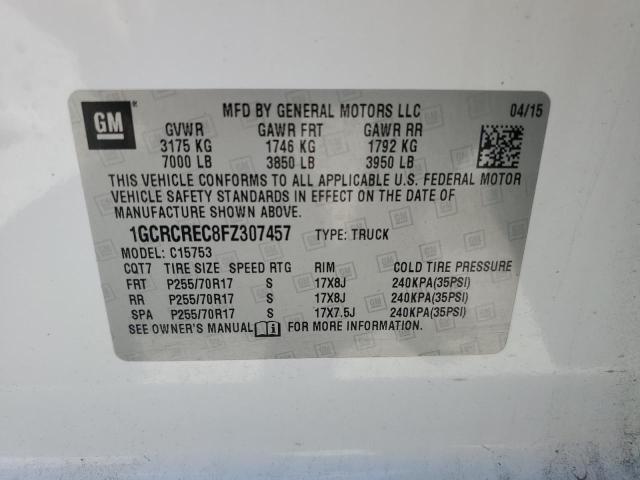 GM ®
MFD BY GENERAL MOTORS LLC 04/15
GVWR GAWR FRT GAWR RR
3175 KG 1746 KG 1792 KG
7000 LB 3850 LB 3950 LB
THIS VEHICLE CONFORMS TO ALL APPLICABLE U.S. FEDERAL MOTOR
VEHICLE SAFETY STANDARDS IN EFFECT ON THE DATE OF
MANUFACTURE SHOWN ABOVE.
1GCRCREC8FZ307457 TYPE: TRUCK
MODEL: C15753
CQT7 TIRE SIZE SPEED RTG RIM COLD TIRE PRESSURE
FRT P255/70R17 S 17X8J 240KPA(35PSI)
RR P255/70R17 S 17X8J 240KPA(35PSI)
SPA P255/70R17 S 17X7.5J 240KPA(35PSI)
SEE OWNER'S MANUAL FOR MORE INFORMATION.